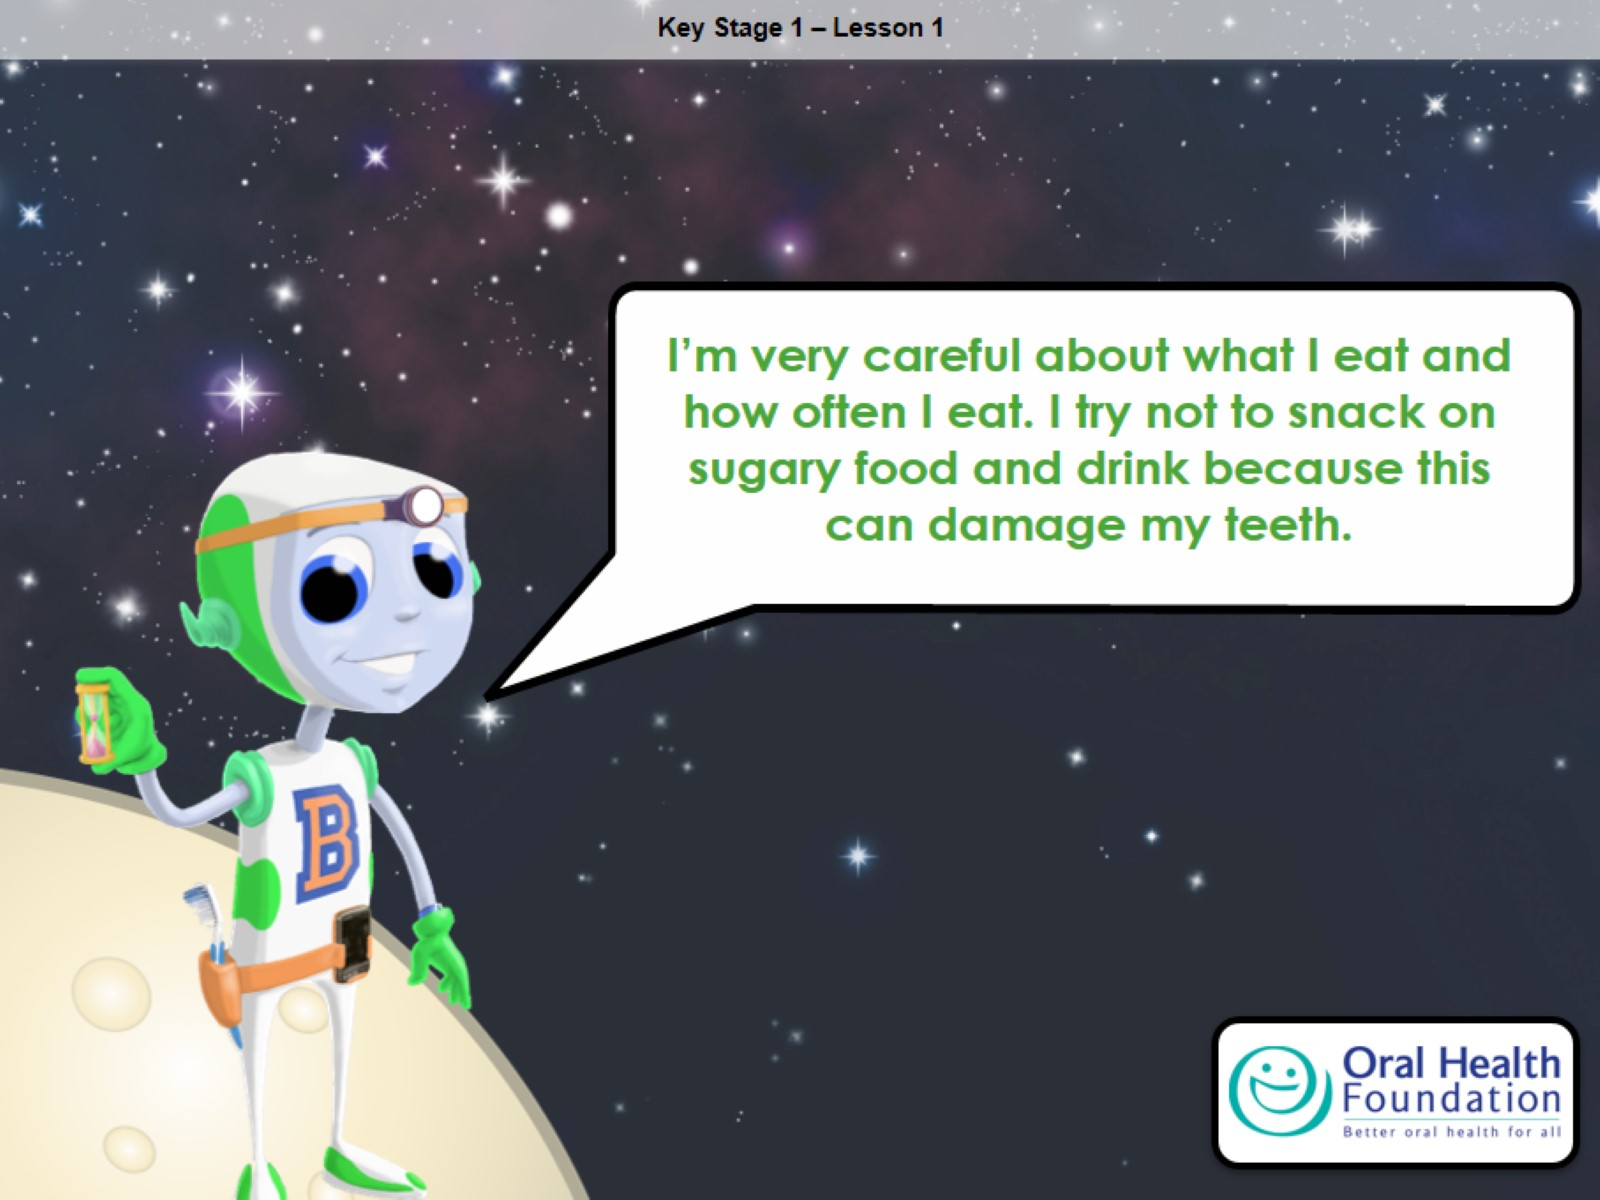 Key Stage 1 – Lesson 1
I’m very careful about what I eat and
how often I eat. I try not to snack on
sugary food and drink because this
can damage my teeth.
B
Oral Health
Foundation
Better oral health for all